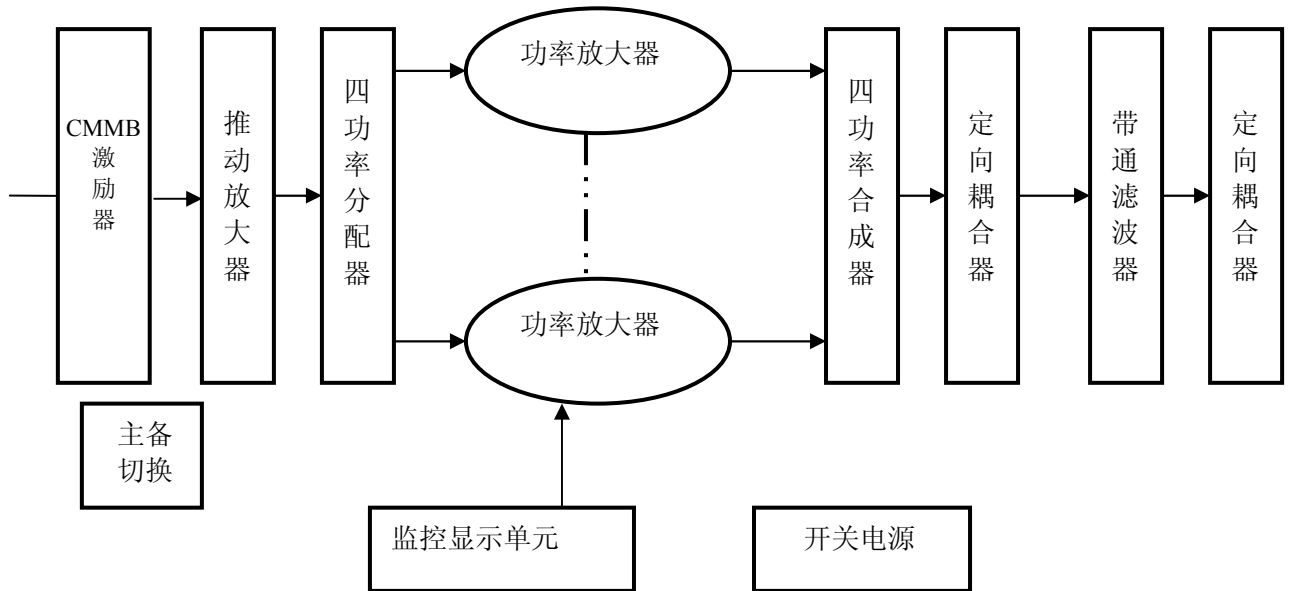 CMMB
激
励
器
推
动
放
大
器
四
功
率
分
配
器
功率放大器
功率放大器
四
功
率
合
成
器
定
向
耦
合
器
带
通
滤
波
器
定
向
耦
合
器
主备
切换
监控显示单元
开关电源